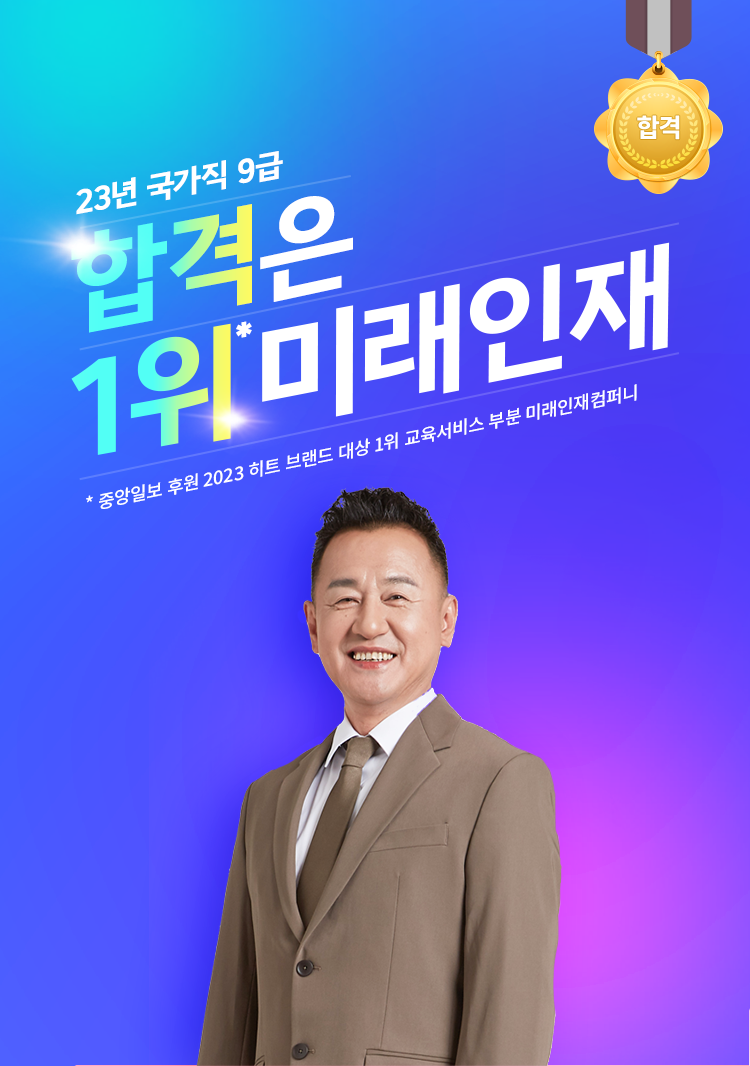 합격
23년 국가직 9급
합격은
1위*미래인재
* 중앙일보 후원 2023 히트 브랜드 대상 1위 교육서비스 부분 미래인재컴퍼니